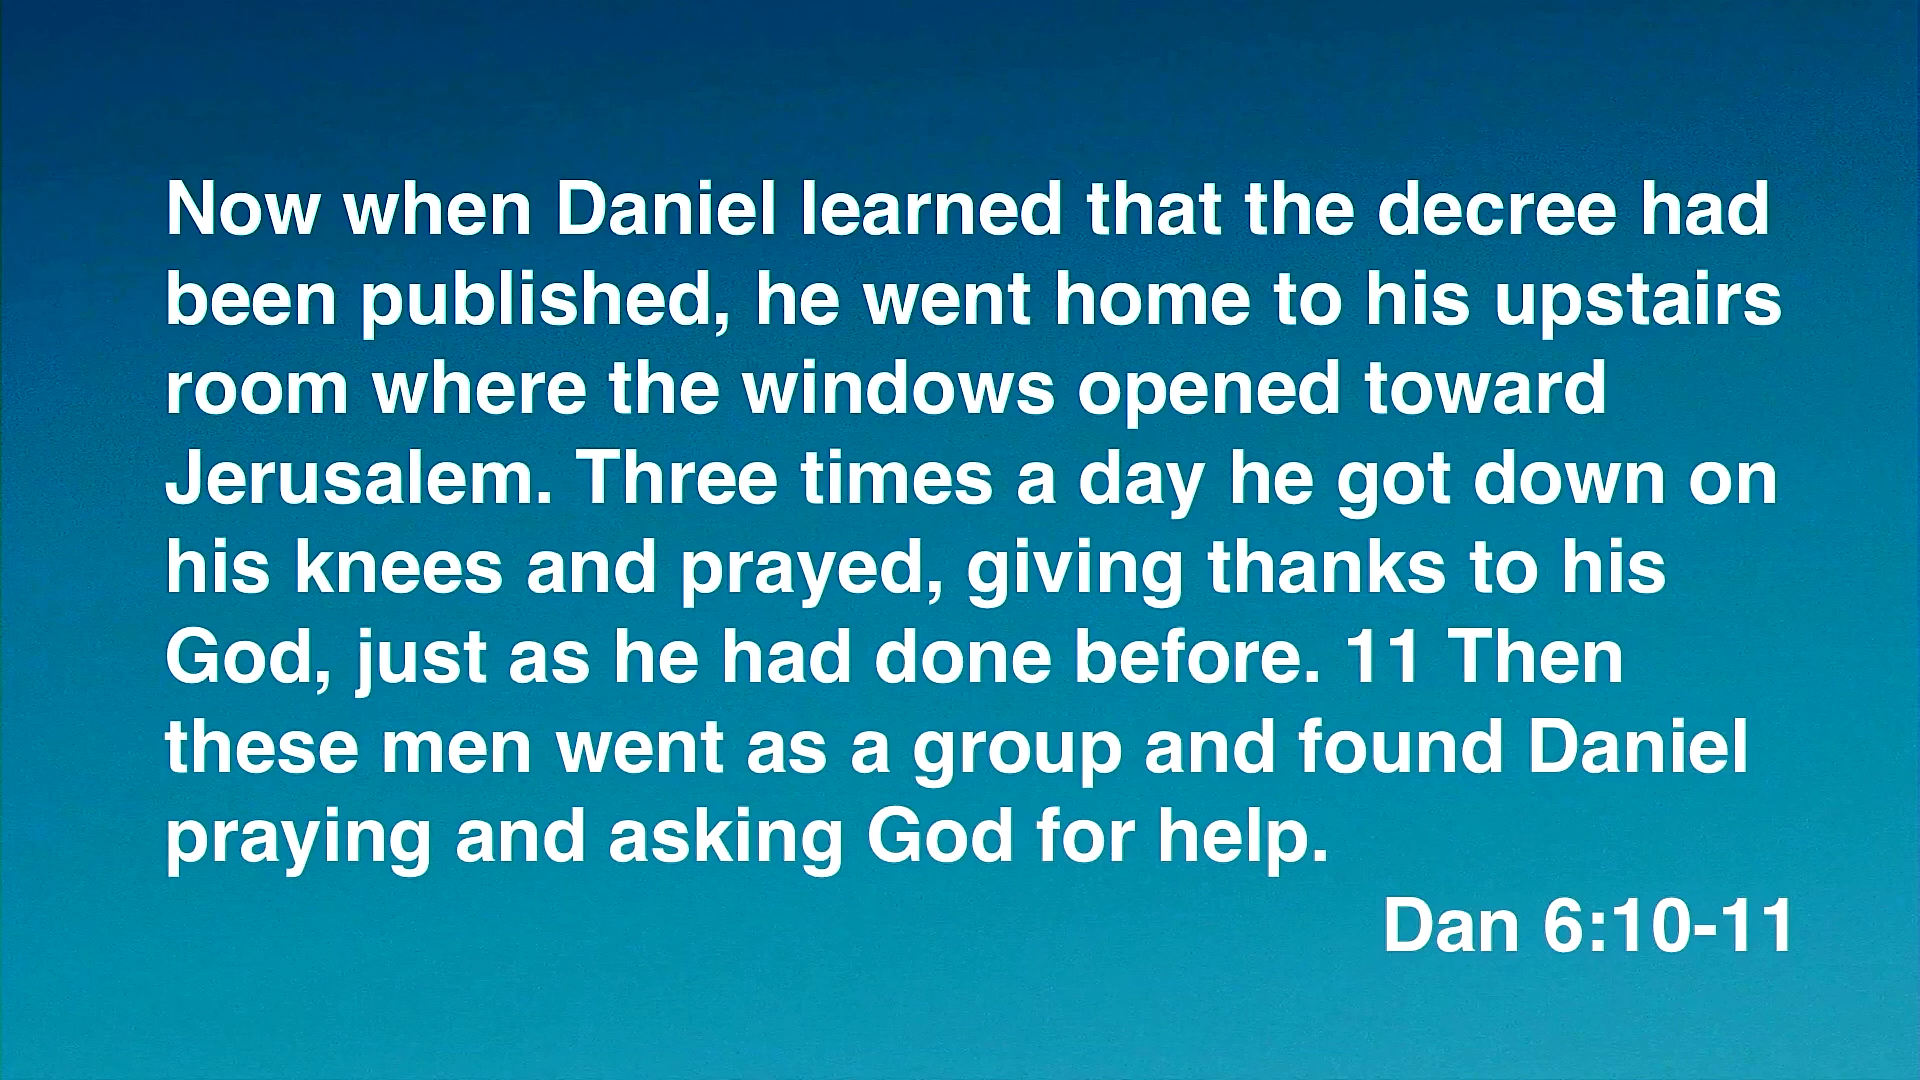 Now when Daniel learned that the decree had
been published, he went home to his upstairs
room where the windows opened toward
Jerusalem. Three times a day he got down on
his knees and prayed, giving thanks to his
God, just as he had done before. 11 Then
these men went as a group and found Daniel
praying and asking God for help.
Dan 6:10-11